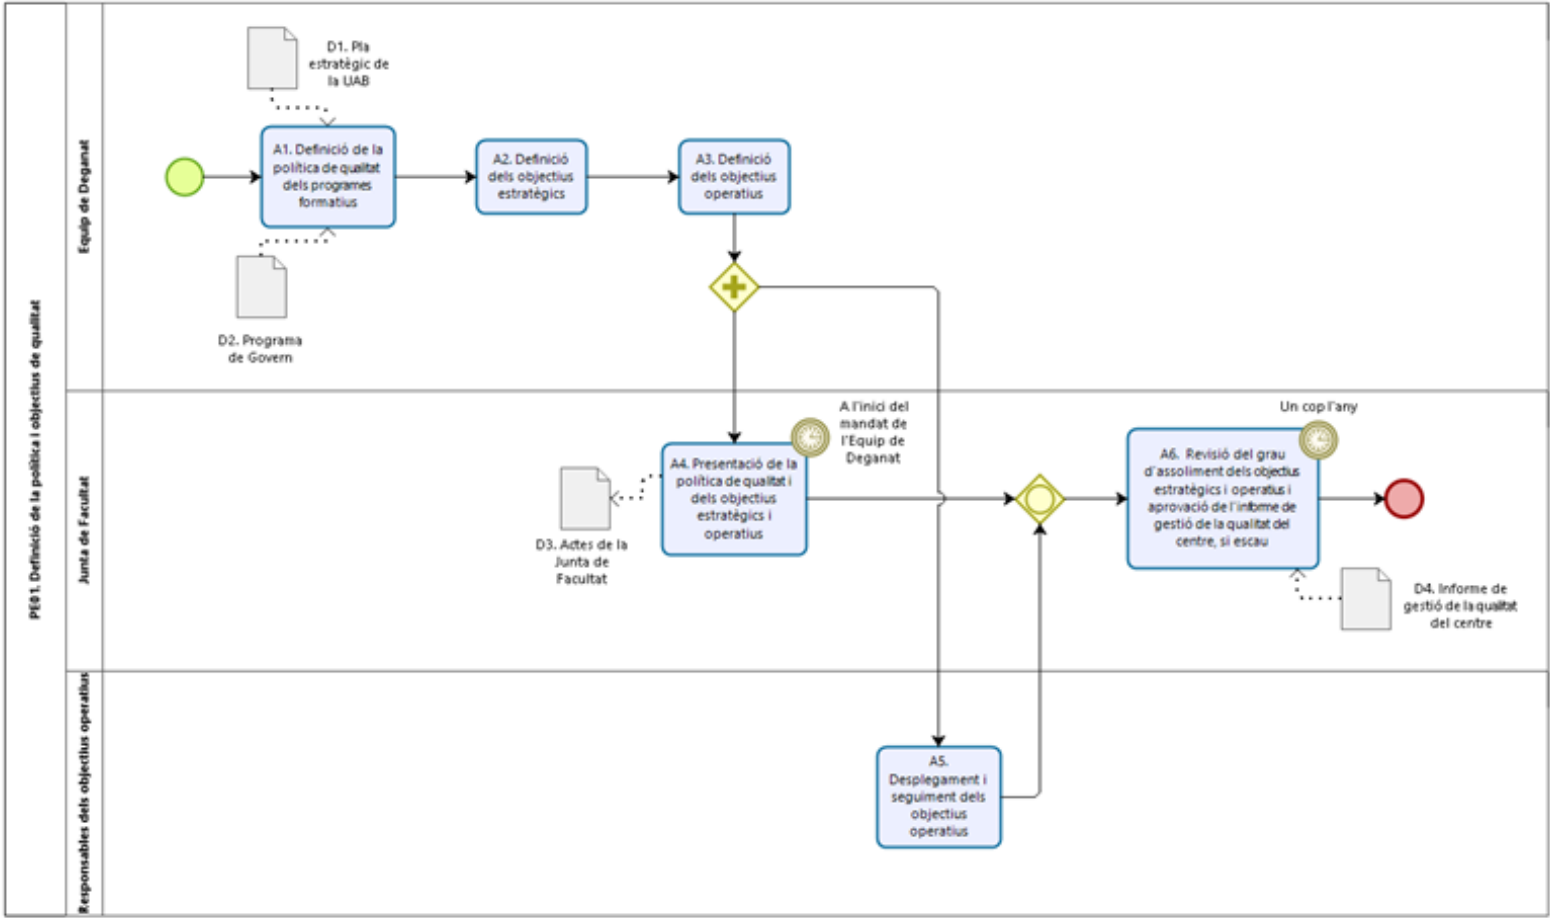 PE01. Definició de la política i objectius de qualitat
Equip de Deganat
D1. Pla
estratègic de
la UAB
A1. Definició de la
política de qualitat
dels programes
formatius
A2. Definició
dels objectius
estratègics
A3. Definició
dels objectius
operatius
D2. Programa
de Govern
Junta de Facultat
A l'inici del
mandat de
l'Equip de
Deganat
Un cop l'any
A4. Presentació de la
política de qualitat i
dels objectius
estratègics i
operatius
D3. Actes de la
Junta de
Facultat
A6. Revisió del grau
d'assoliment dels objectius
estratègics i operatius i
aprovació de l'informe de
gestió de la qualitat del
centre, si escau
D4. Informe de
gestió de la qualitat
del centre
Responsables dels objectius operatius
A5.
Desplegament i
seguiment dels
objectius
operatius